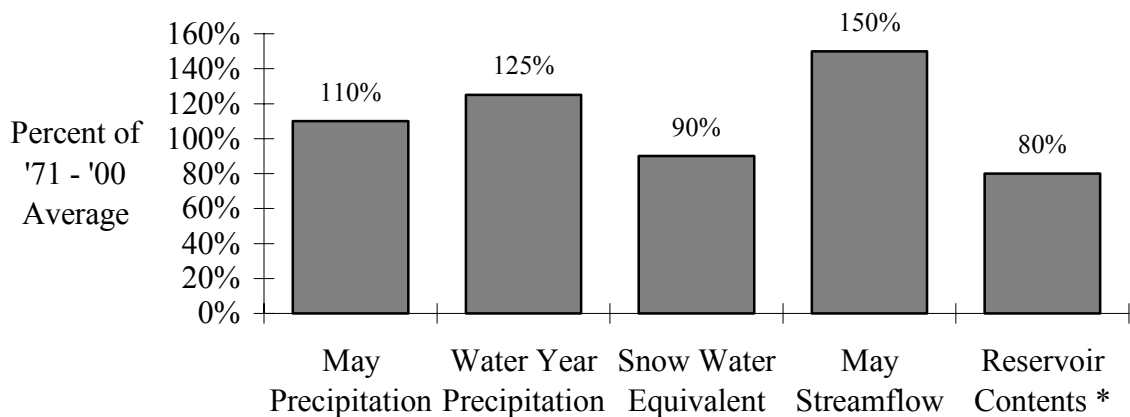 160%
140%
120%
100%
80%
60%
40%
20%
0%
Percent of
'71 - '00
Average
110%
125%
90%
150%
80%
May
Precipitation
Water Year
Precipitation
Snow Water
Equivalent
May
Streamflow
Reservoir
Contents *